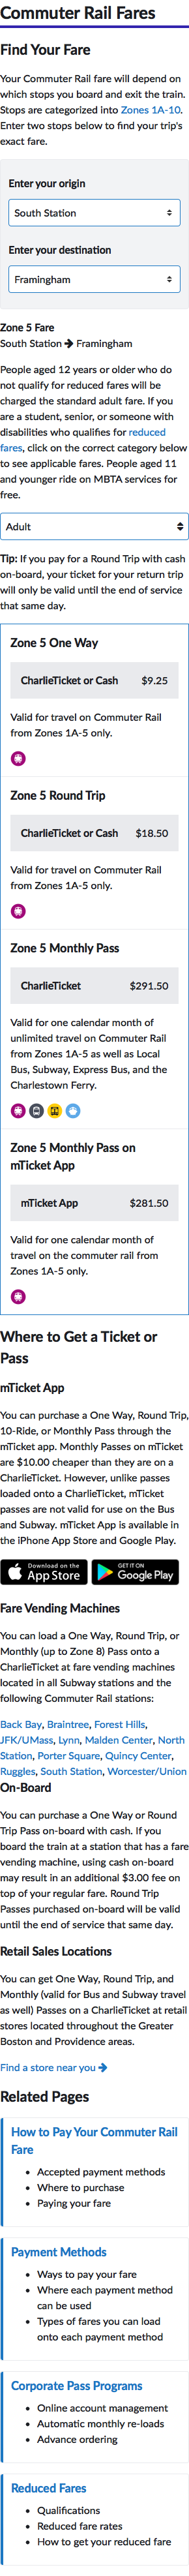 Commuter Rail Fares
Find Your Fare
Your Commuter Rail fare will depend on
which stops you board and exit the train.
Stops are categorized into Zones 1A-10.
Enter two stops below to find your trip's
exact fare.
Enter your origin
South Station
Enter your destination
Framingham
Zone 5 Fare
South Station → Framingham
People aged 12 years or older who do
not qualify for reduced fares will be
charged the standard adult fare. If you
are a student, senior, or someone with
disabilities who qualifies for reduced
fares, click on the correct category below
to see applicable fares. People aged 11
and younger ride on MBTA services for
free.
Adult
Tip: If you pay for a Round Trip with cash
on-board, your ticket for your return trip
will only be valid until the end of service
that same day.
Zone 5 One Way
CharlieTicket or Cash $9.25
Valid for travel on Commuter Rail
from Zones 1A-5 only.
Zone 5 Round Trip
CharlieTicket or Cash $18.50
Valid for travel on Commuter Rail
from Zones 1A-5 only.
Zone 5 Monthly Pass
CharlieTicket $291.50
Valid for one calendar month of
unlimited travel on Commuter Rail
from Zones 1A-5 as well as Local
Bus, Subway, Express Bus, and the
Charlestown Ferry.
Zone 5 Monthly Pass on
mTicket App
mTicket App $281.50
Valid for one calendar month of
travel on the commuter rail from
Zones 1A-5 only.
Where to Get a Ticket or
Pass
mTicket App
You can purchase a One Way, Round Trip,
10-Ride, or Monthly Pass through the
mTicket app. Monthly Passes on mTicket
are $10.00 cheaper than they are on a
CharlieTicket. However, unlike passes
loaded onto a CharlieTicket, mTicket
passes are not valid for use on the Bus
and Subway. mTicket App is available in
the iPhone App Store and Google Play.
Download on the
App Store
GET IT ON
Google Play
Fare Vending Machines
You can load a One Way, Round Trip, or
Monthly (up to Zone 8) Pass onto a
CharlieTicket at fare vending machines
located in all Subway stations and the
following Commuter Rail stations:
Back Bay, Braintree, Forest Hills,
JFK/UMass, Lynn, Malden Center, North
Station, Porter Square, Quincy Center,
Ruggles, South Station, Worcester/Union
On-Board
You can purchase a One Way or Round
Trip Pass on-board with cash. If you
board the train at a station that has a fare
vending machine, using cash on-board
may result in an additional $3.00 fee on
top of your regular fare. Round Trip
Passes purchased on-board will be valid
until the end of service that same day.
Retail Sales Locations
You can get One Way, Round Trip, and
Monthly (valid for Bus and Subway travel
as well) Passes on a CharlieTicket at retail
stores located throughout the Greater
Boston and Providence areas.
Find a store near you →
Related Pages
How to Pay Your Commuter Rail
Fare
• Accepted payment methods
• Where to purchase
• Paying your fare
Payment Methods
• Ways to pay your fare
• Where each payment method
can be used
• Types of fares you can load
onto each payment method
Corporate Pass Programs
• Online account management
• Automatic monthly re-loads
• Advance ordering
Reduced Fares
• Qualifications
• Reduced fare rates
• How to get your reduced fare